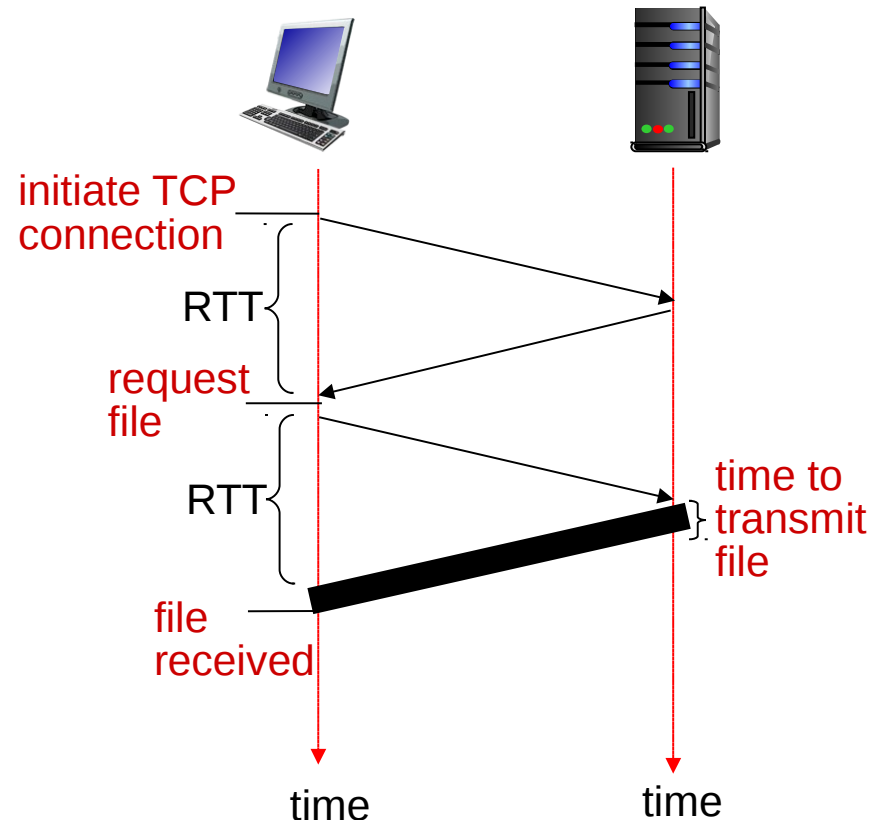 initiate TCP
connection
RTT
request
file
RTT
time to
transmit
file
file
received
time
time